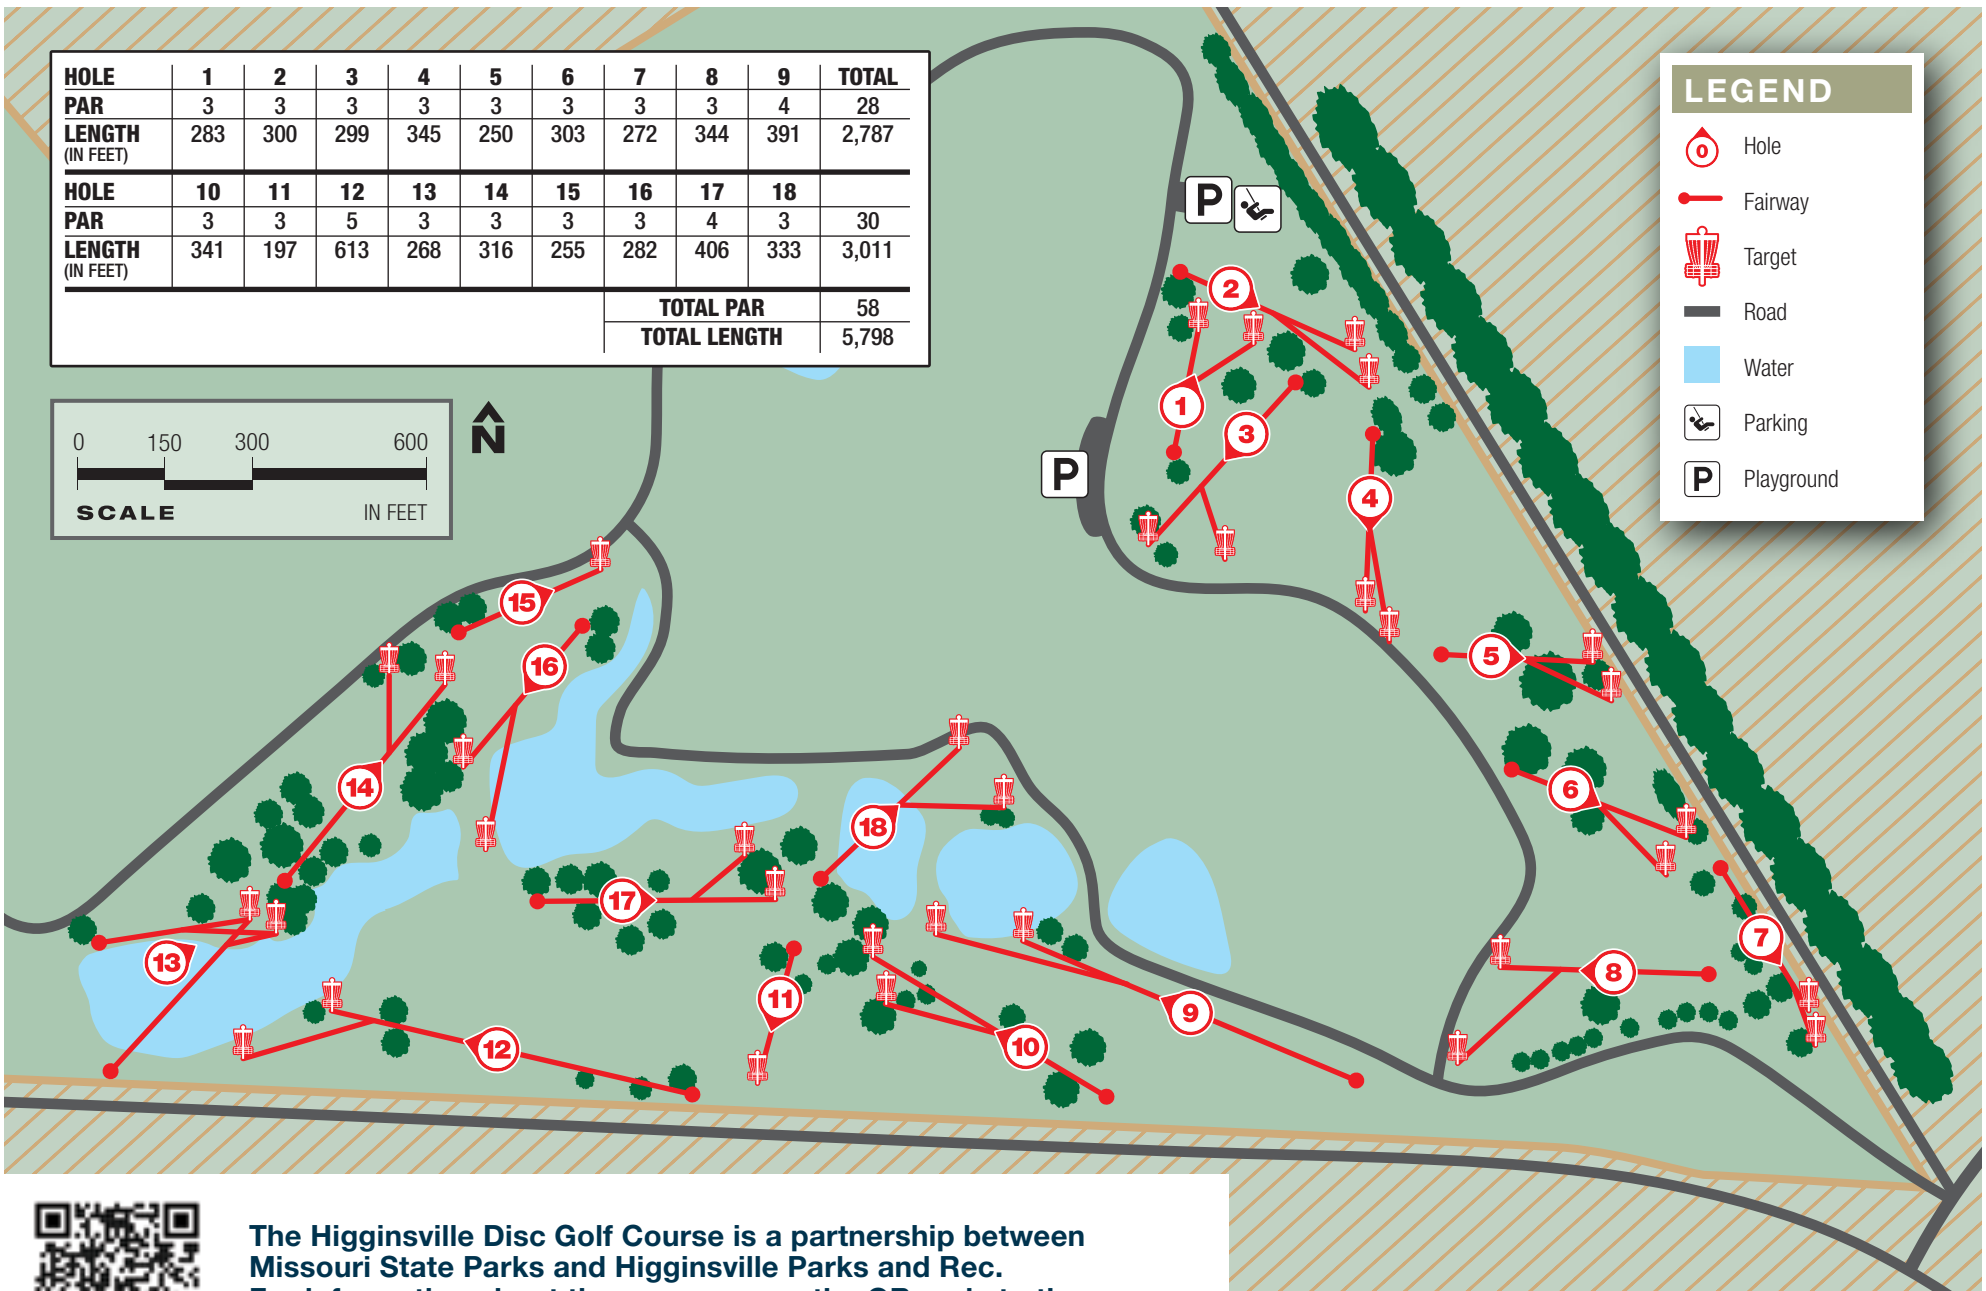 HOLE 1 2 3 4 5 6 7 8 9 TOTAL
PAR 3 3 3 3 3 3 3 3 4 28
LENGTH 283 300 299 345 250 303 272 344 391 2,787
(IN FEET)
HOLE 10 11 12 13 14 15 16 17 18
PAR 3 3 5 3 3 3 3 4 3 30
LENGTH 341 197 613 268 316 255 282 406 333 3,011
(IN FEET)
TOTAL PAR 58
TOTAL LENGTH 5,798
0 150 300 600
SCALE IN FEET
N
LEGEND
0 Hole
Fairway
Target
Road
Water
Parking
P Playground
P
P
2
1
3
4
5
6
7
8
9
10
11
12
13
14
15
16
17
18
The Higginsville Disc Golf Course is a partnership between
Missouri State Parks and Higginsville Parks and Rec.